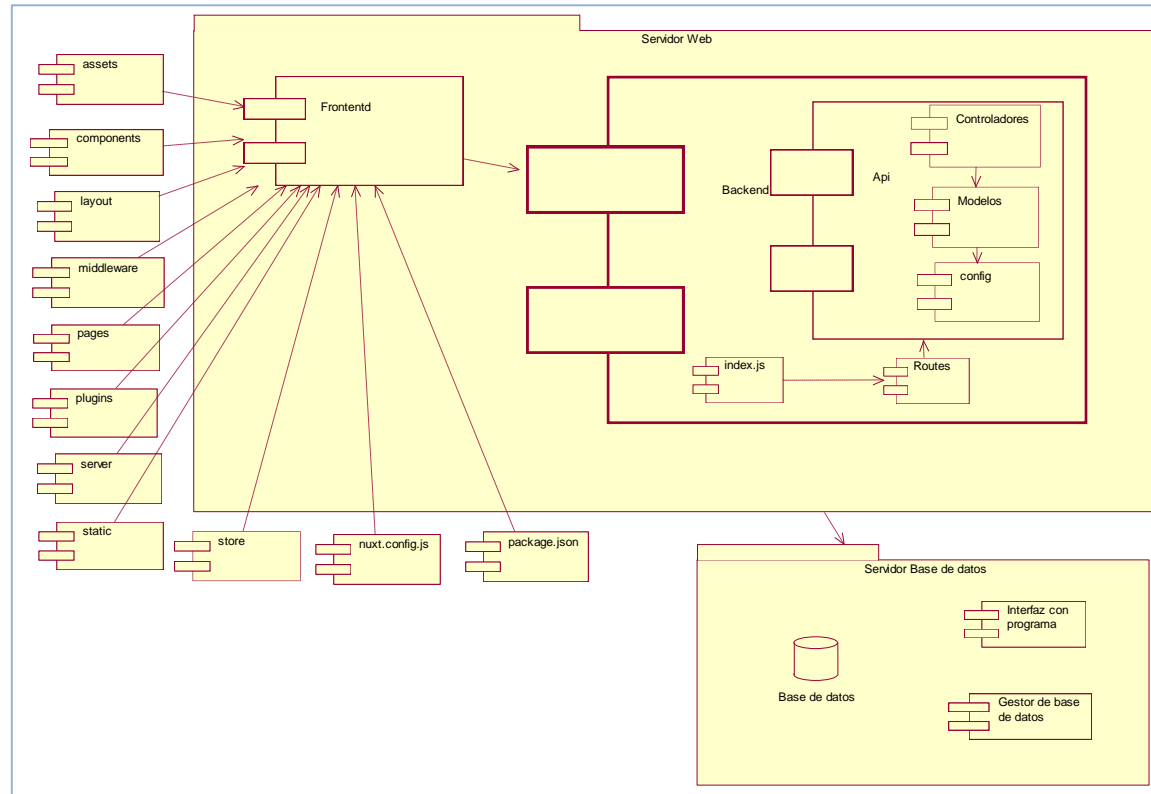 Servidor Web
assets
Frontentd
components
layout
middleware
pages
plugins
server
static
store
nuxt.config.js
package.json
Backend
Api
Controladores
Modelos
config
index.js
Routes
Servidor Base de datos
Interfaz con
programa
Base de datos
Gestor de base
de datos